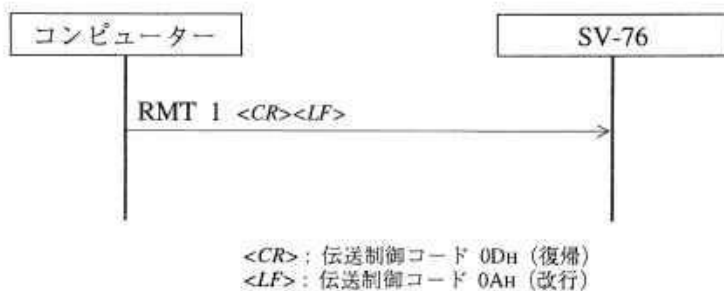 コンピューター
SV-76
RMT 1 <CR><LF>
<CR>: 伝送制御コード 0DH (復帰)
<LF>: 伝送制御コード 0AH (改行)